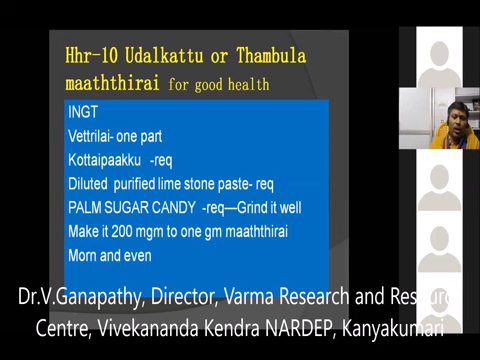 Hhr-10 Udalkattu or Thambula
maaththirai for good health
INGT
Vettrilai- one part
Kottaipaakku -req
Diluted purified lime stone paste- req
PALM SUGAR CANDY -req—Grind it well
Make it 200 mgm to one gm maaththirai
Morn and even
Dr.V.Ganapathy, Director, Varma Research and Resource
Centre, Vivekananda Kendra NARDEP, Kanyakumari